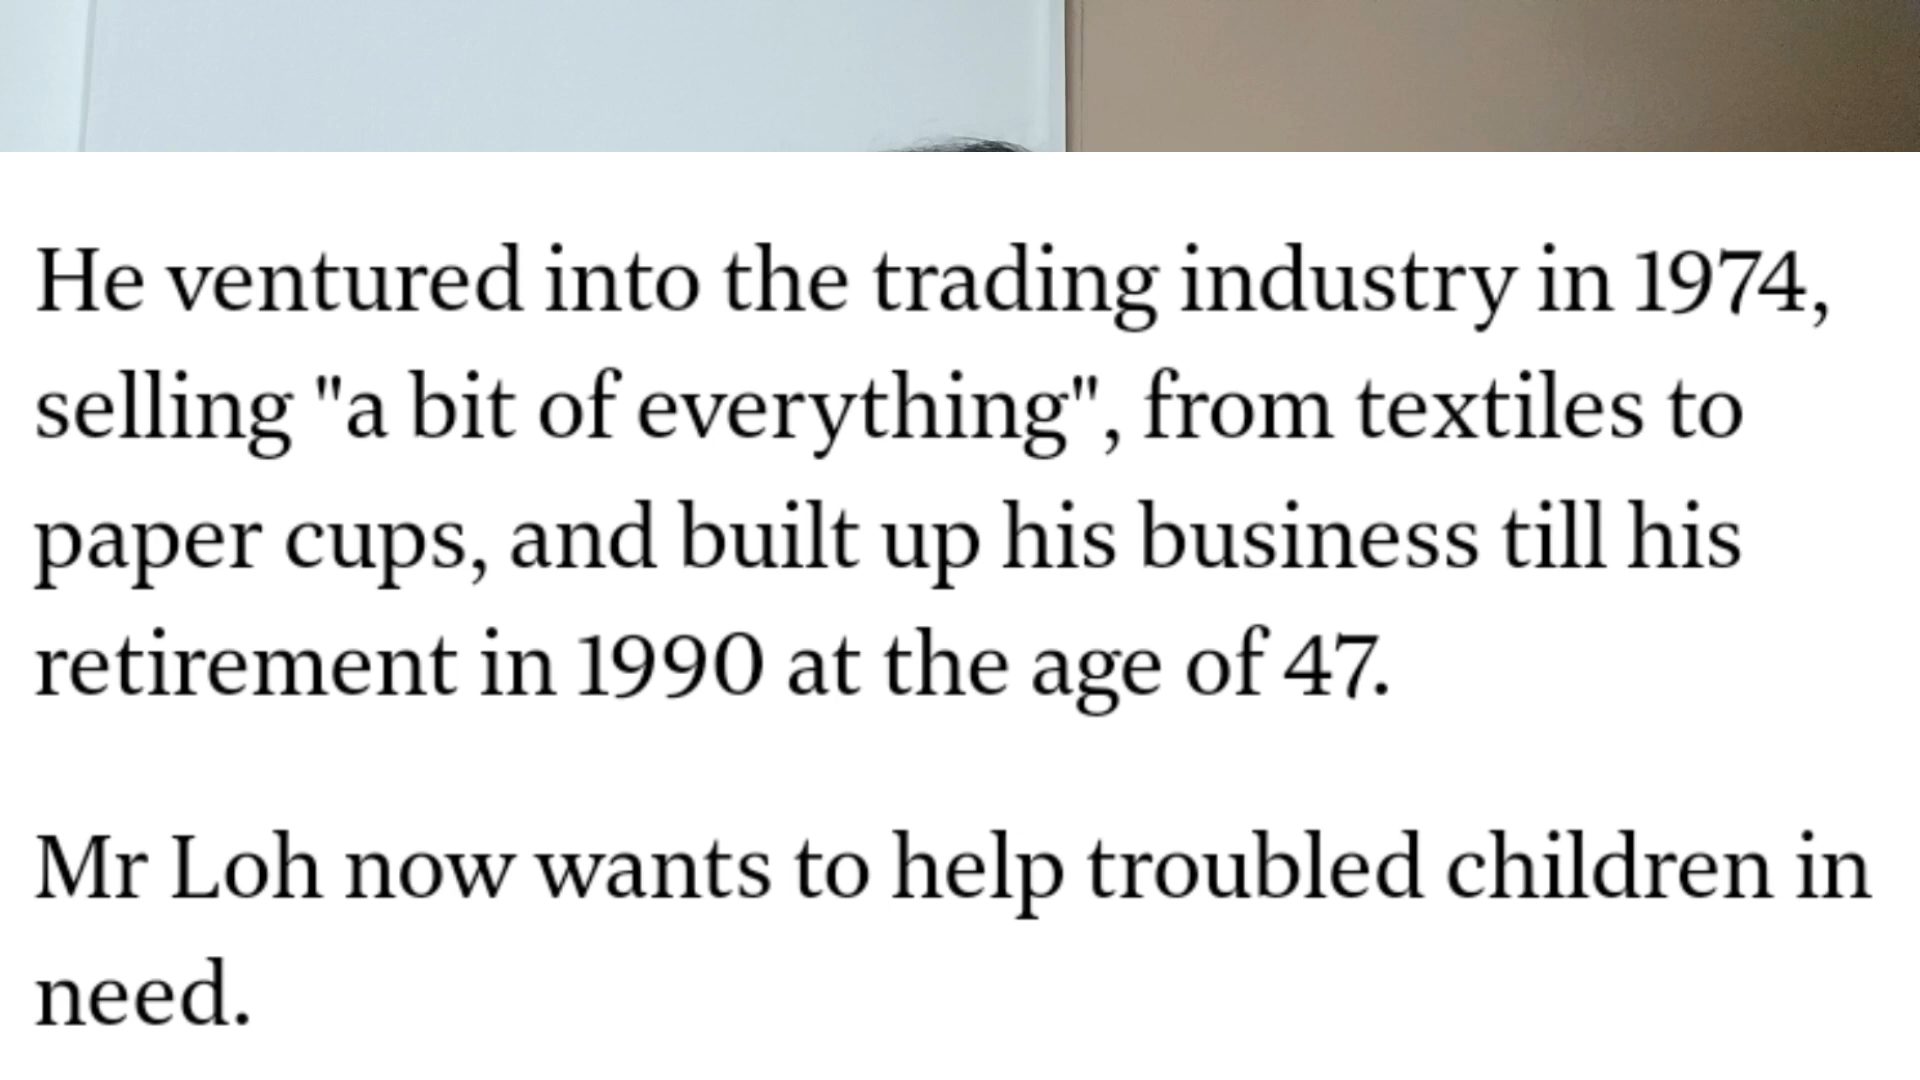 He ventured into the trading industry in 1974,
selling "a bit of everything", from textiles to
paper cups, and built up his business till his
retirement in 1990 at the age of 47.
Mr Loh now wants to help troubled children in
need.